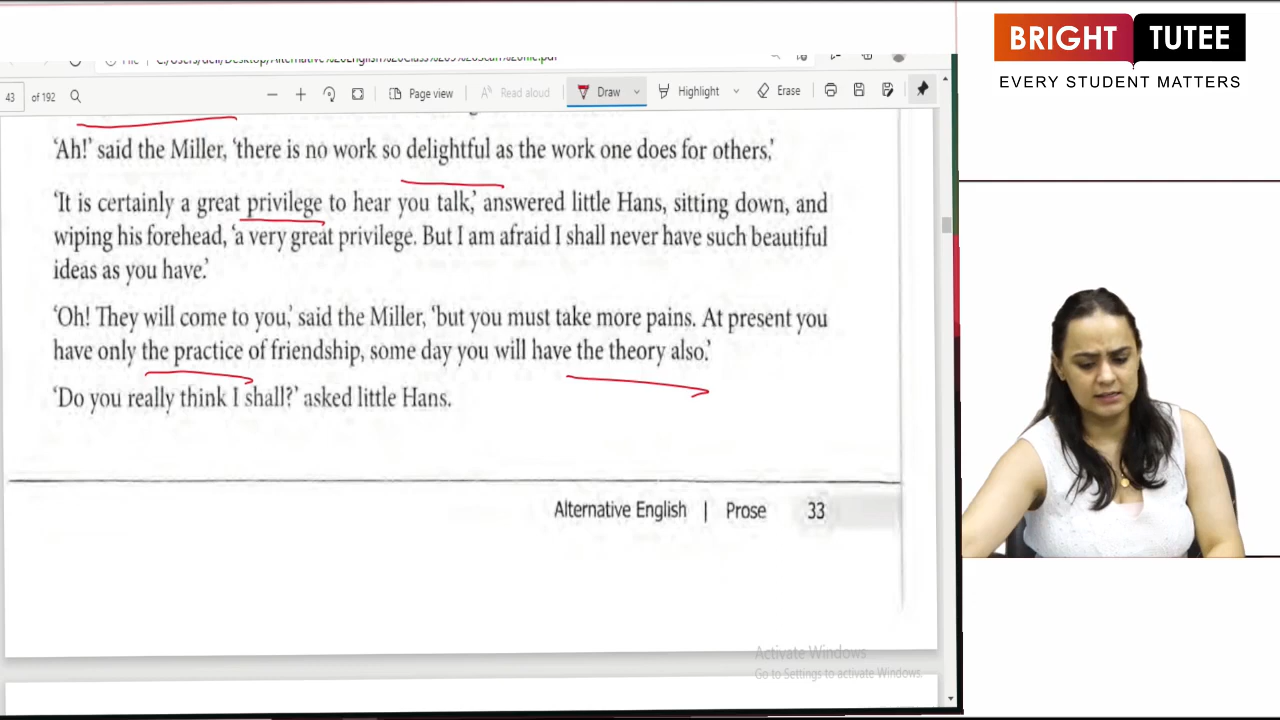 BRIGHT TUTEE
EVERY STUDENT MATTERS
43 of 192
Page view
Read aloud
Draw
Highlight
Erase
‘Ah!’ said the Miller, ‘there is no work so delightful as the work one does for others.’
‘It is certainly a great privilege to hear you talk,’ answered little Hans, sitting down, and
wiping his forehead, ‘a very great privilege. But I am afraid I shall never have such beautiful
ideas as you have.’
‘Oh! They will come to you,’ said the Miller, ‘but you must take more pains. At present you
have only the practice of friendship, some day you will have the theory also.’
‘Do you really think I shall?’ asked little Hans.
Alternative English | Prose 33
Activate Windows
Go to Settings to activate Windows.